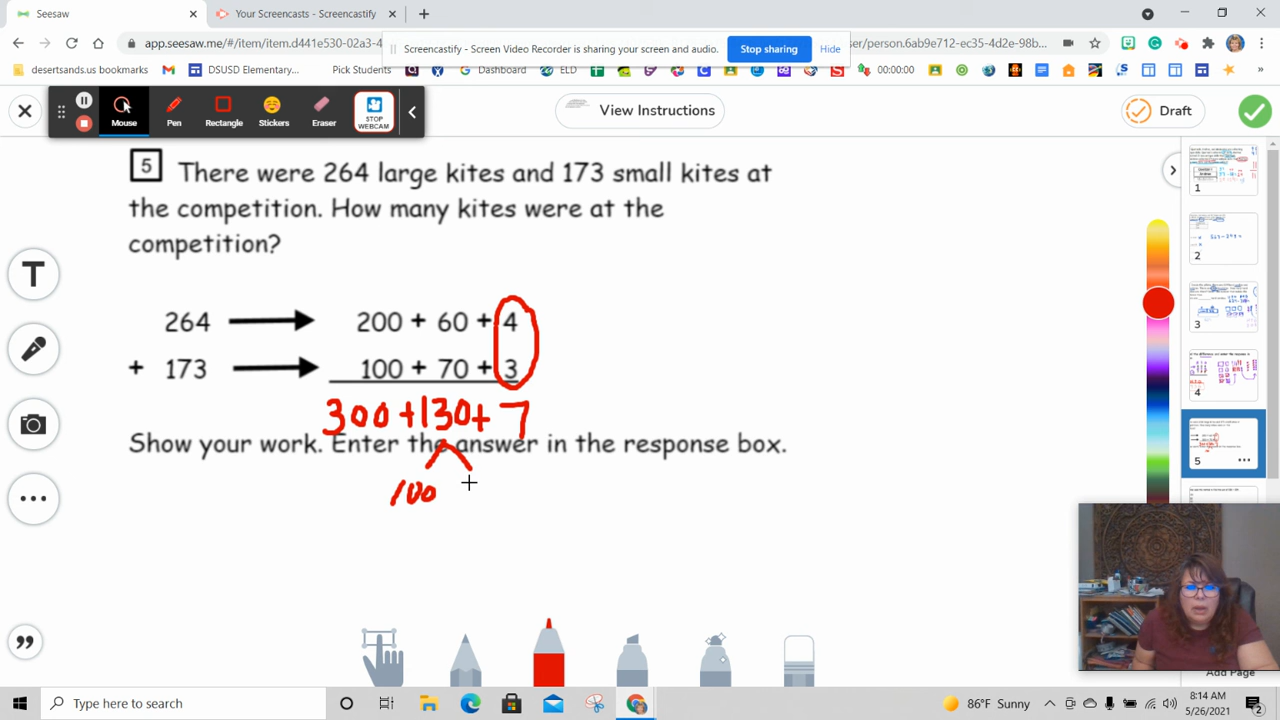 Seesaw
Your Screencasts - Screencastify
app.seesaw.me/#/item/item.d441e530-02a3-4
Screencastify - Screen Video Recorder is sharing your screen and audio.
Stop sharing
Hide
ser/person.6ab9e712-ec35-4d2e-98b...
desertsands.us bookmarks
DSUSD Elementary...
Pick Students
Dashboard
ELD
00:00:00
Mouse
Pen
Rectangle
Stickers
Eraser
STOP WEBCAM
View Instructions
Draft
5 There were 264 large kites and 173 small kites at
the competition. How many kites were at the
competition?
264 200 + 60 + 4
+ 173 100 + 70 + 3
300+130+7
Show your work. Enter the answer in the response box.
100
T
1
2
3
4
5
Add Page
Type here to search
86°F Sunny
8:14 AM
5/26/2021
2